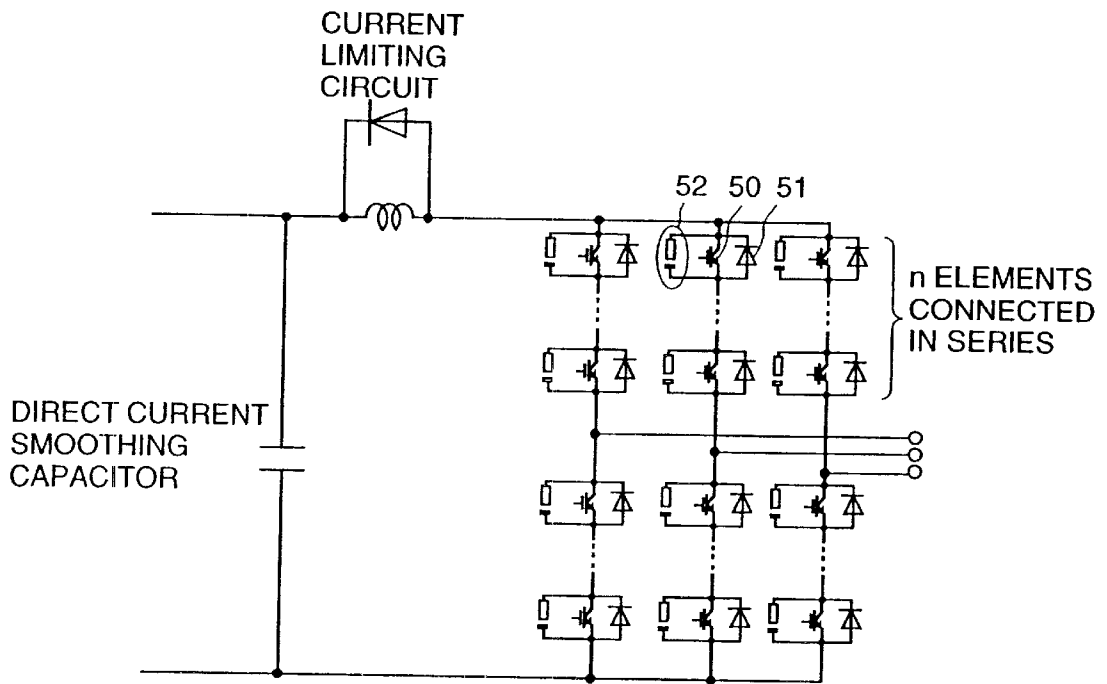 CURRENT
LIMITING
CIRCUIT
52 50 51
n ELEMENTS
CONNECTED
IN SERIES
DIRECT CURRENT
SMOOTHING
CAPACITOR